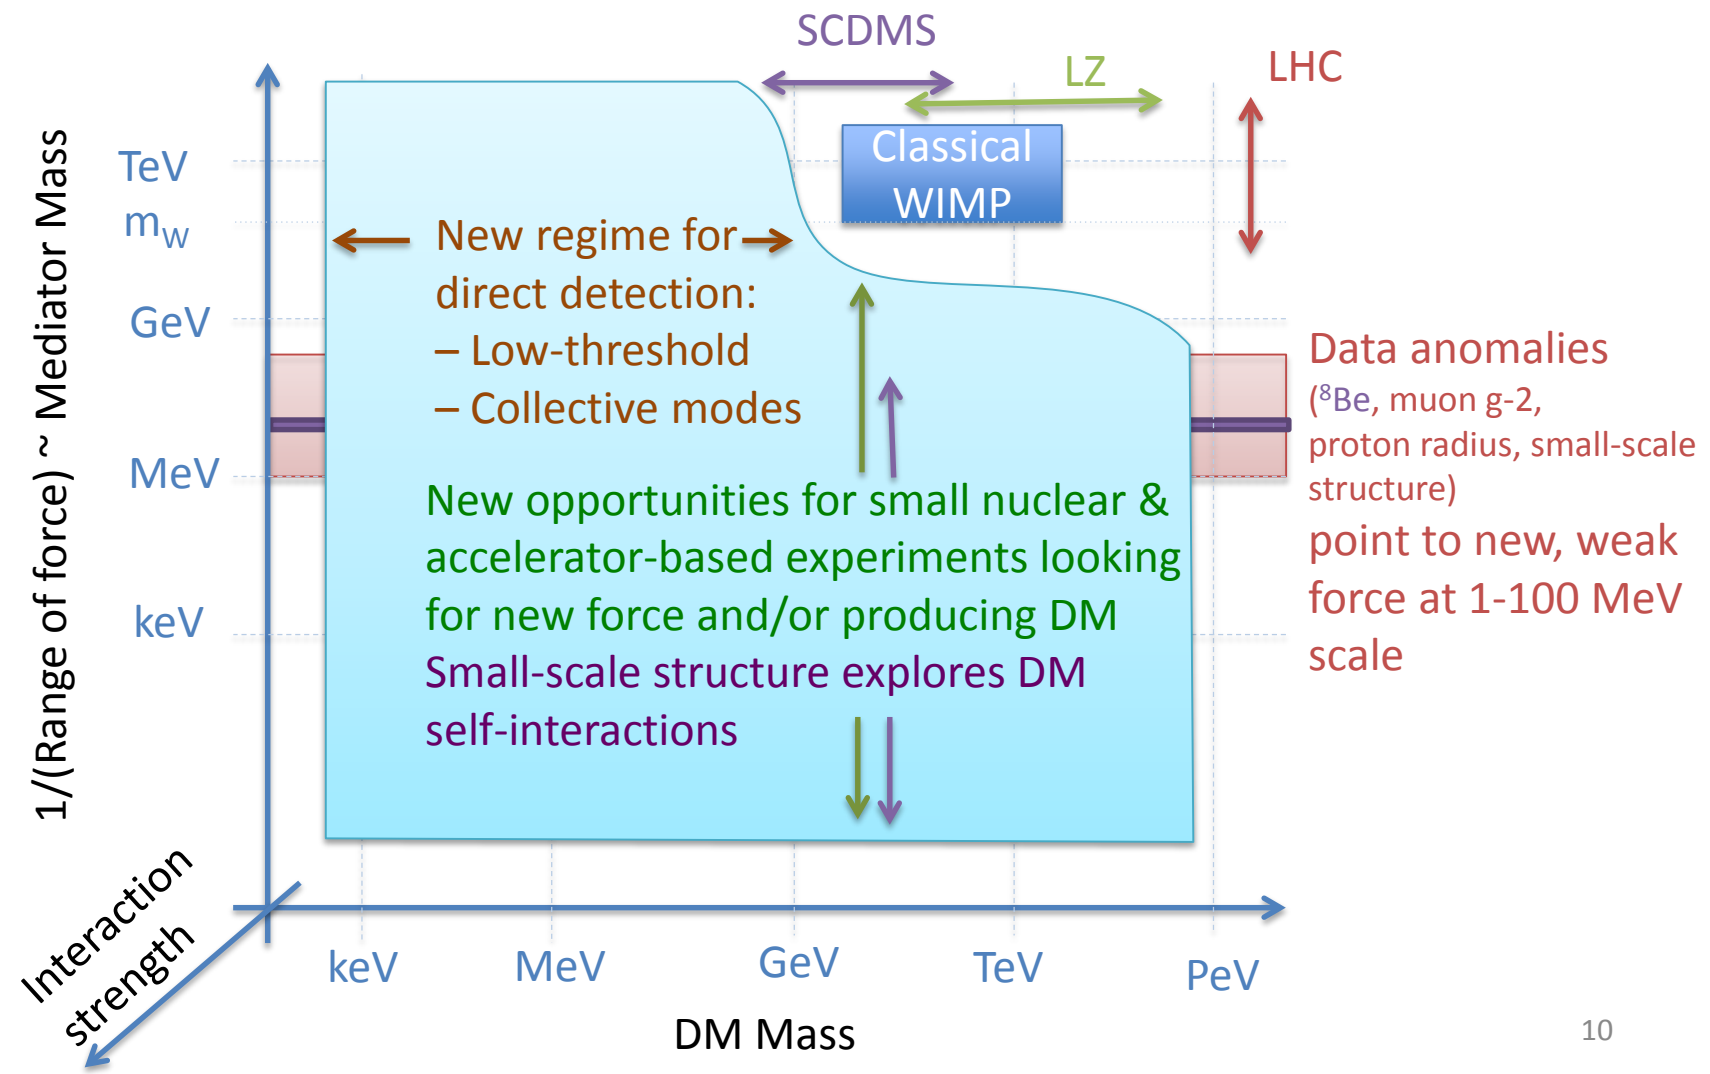 SCDMS
LZ
LHC
1/(Range of force) ~ Mediator Mass
TeV
mW
GeV
MeV
keV
Classical
WIMP
New regime for
direct detection:
– Low-threshold
– Collective modes
New opportunities for small nuclear &
accelerator-based experiments looking
for new force and/or producing DM
Small-scale structure explores DM
self-interactions
Data anomalies
(⁸Be, muon g-2,
proton radius, small-scale
structure)
point to new, weak
force at 1-100 MeV
scale
Interaction
strength
keV
MeV
GeV
TeV
PeV
DM Mass
10